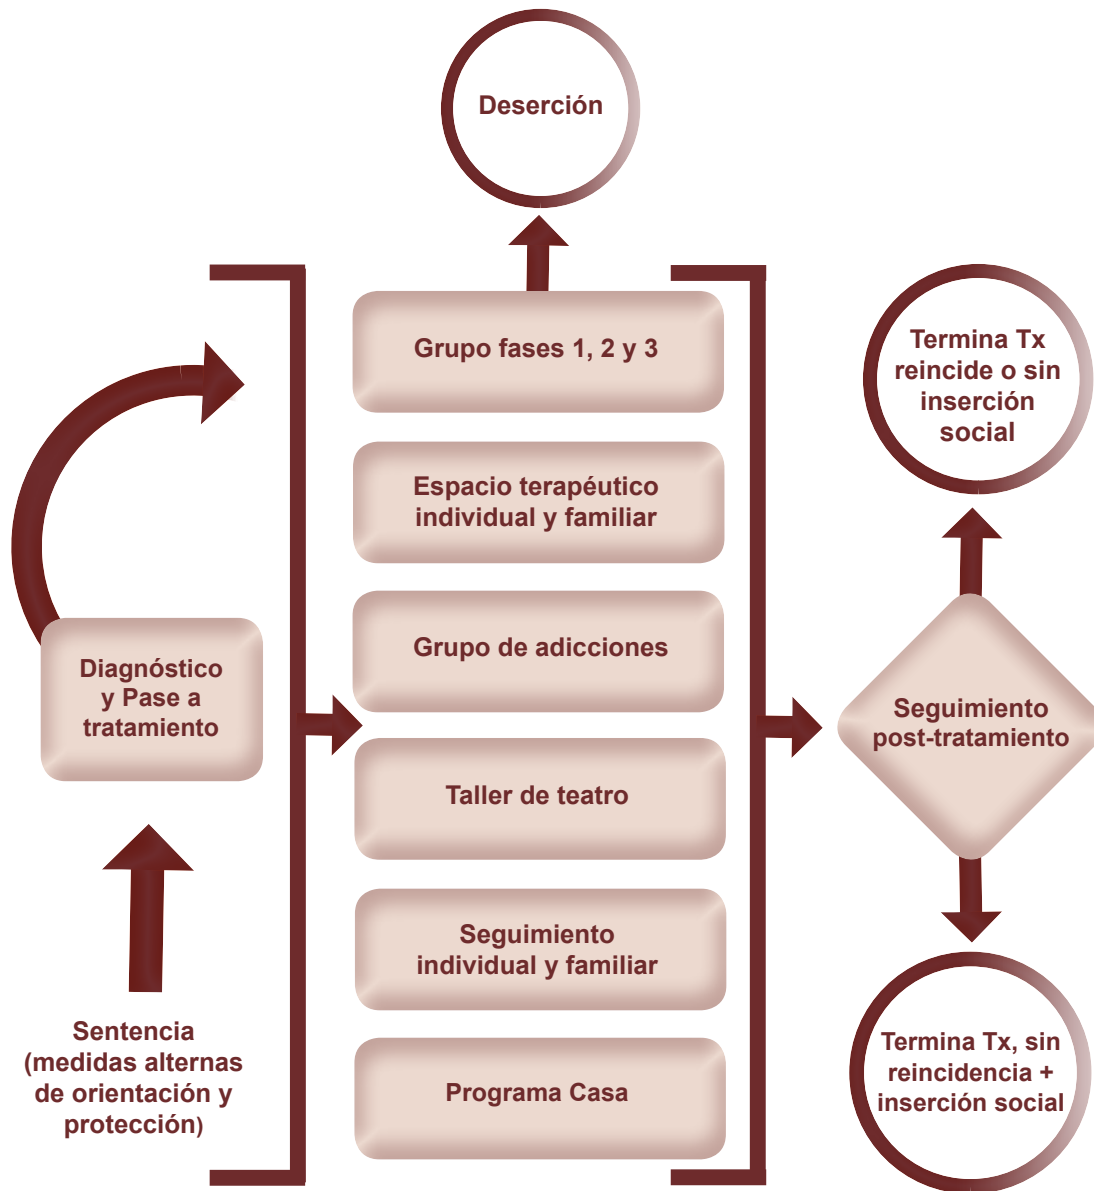 Deserción
Grupo fases 1, 2 y 3
Espacio terapéutico
individual y familiar
Grupo de adicciones
Taller de teatro
Seguimiento
individual y familiar
Programa Casa
Diagnóstico
y Pase a
tratamiento
Sentencia
(medidas alternas
de orientación y
protección)
Termina Tx
reincide o sin
inserción
social
Seguimiento
post-tratamiento
Termina Tx, sin
reincidencia +
inserción social